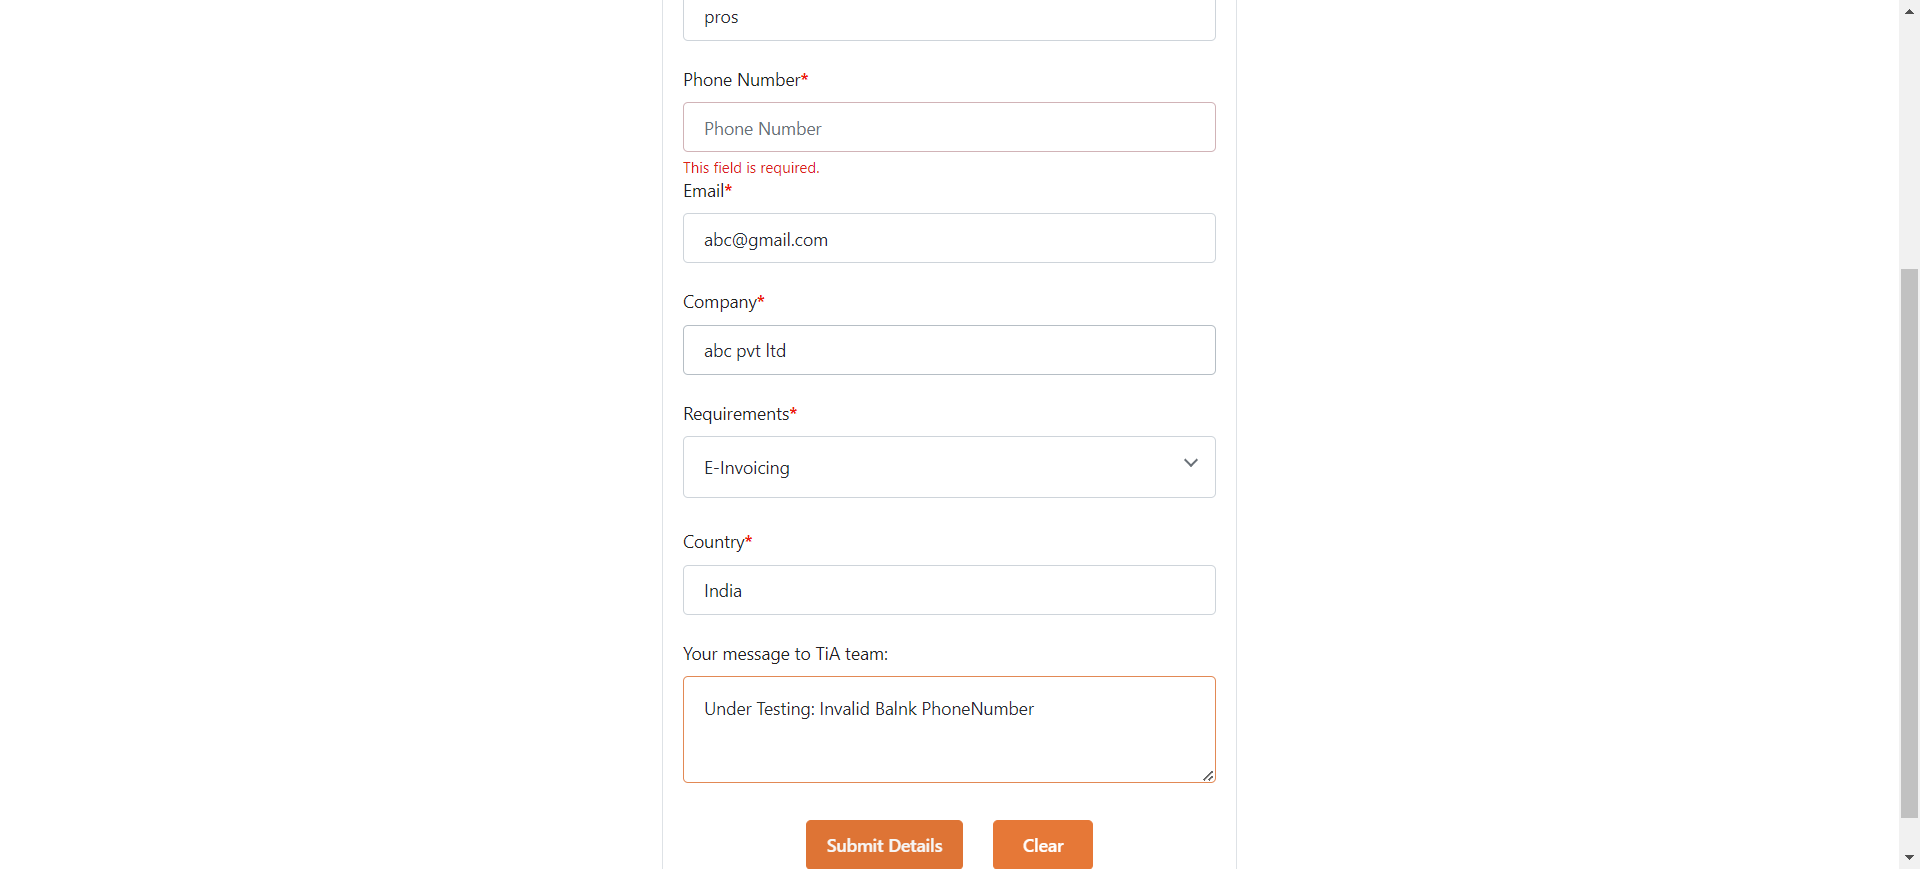 pros
Phone Number*
Phone Number
This field is required.
Email*
abc@gmail.com
Company*
abc pvt ltd
Requirements*
E-Invoicing
Country*
India
Your message to TiA team:
Under Testing: Invalid Balnk PhoneNumber
Submit Details
Clear